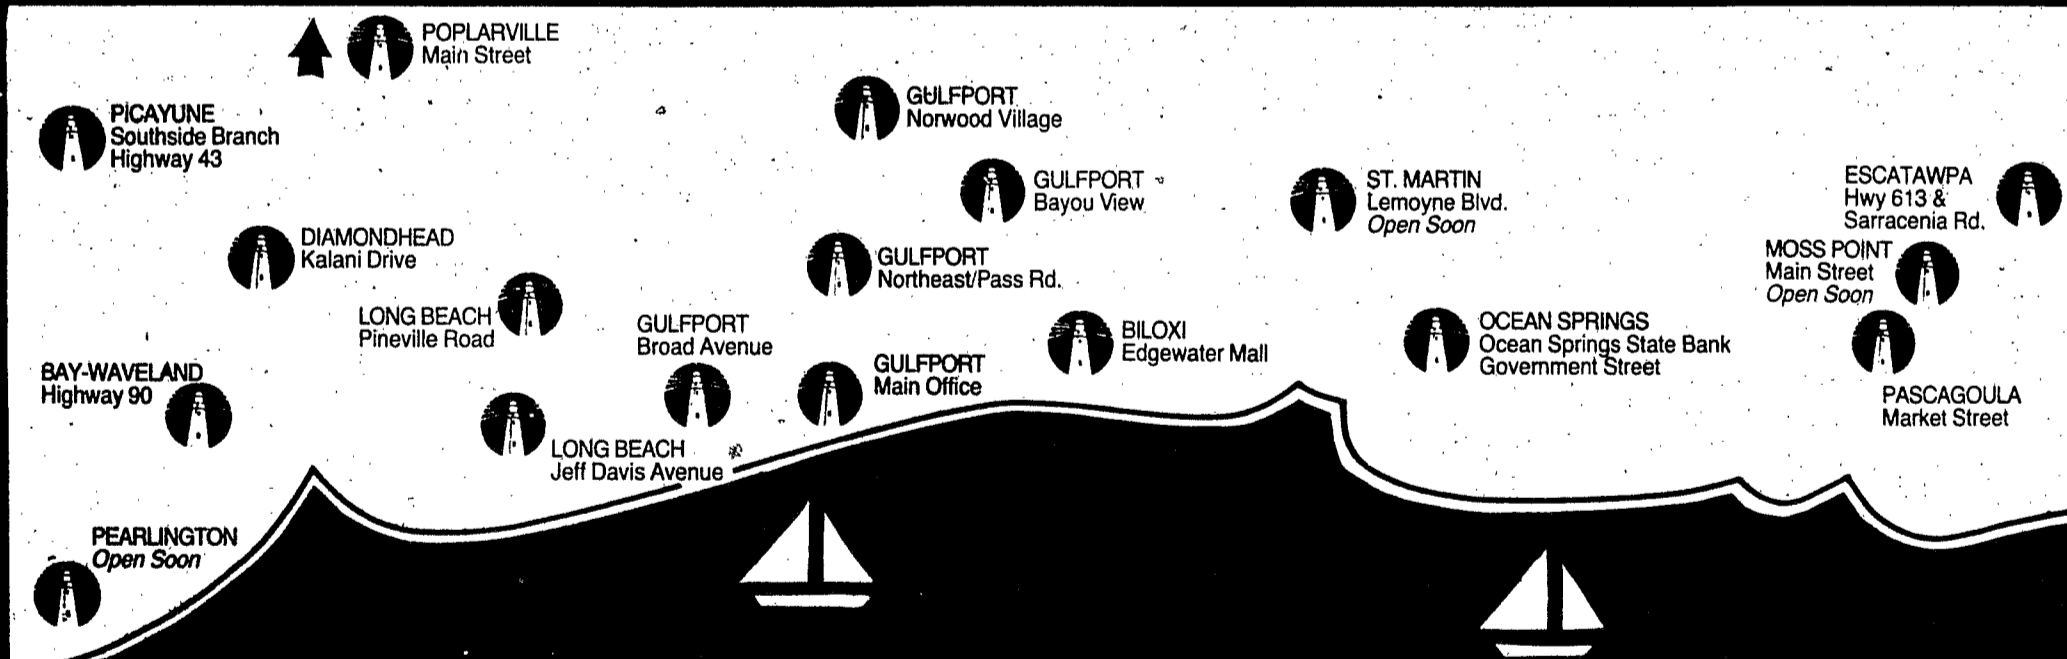 POPLARVILLE
Main Street
PICAYUNE
Southside Branch
Highway 43
GULFPORT
Norwood Village
GULFPORT
Bayou View
ST. MARTIN
Lemoyne Blvd.
Open Soon
ESCATAWPA
Hwy 613 &
Sarracenia Rd.
DIAMONDHEAD
Kalani Drive
GULFPORT
Northeast/Pass Rd.
MOSS POINT
Main Street
Open Soon
LONG BEACH
Pineville Road
GULFPORT
Broad Avenue
BILOXI
Edgewater Mall
OCEAN SPRINGS
Ocean Springs State Bank
Government Street
BAY-WAVELAND
Highway 90
GULFPORT
Main Office
PASCAGOULA
Market Street
LONG BEACH
Jeff Davis Avenue
PEARLINGTON
Open Soon